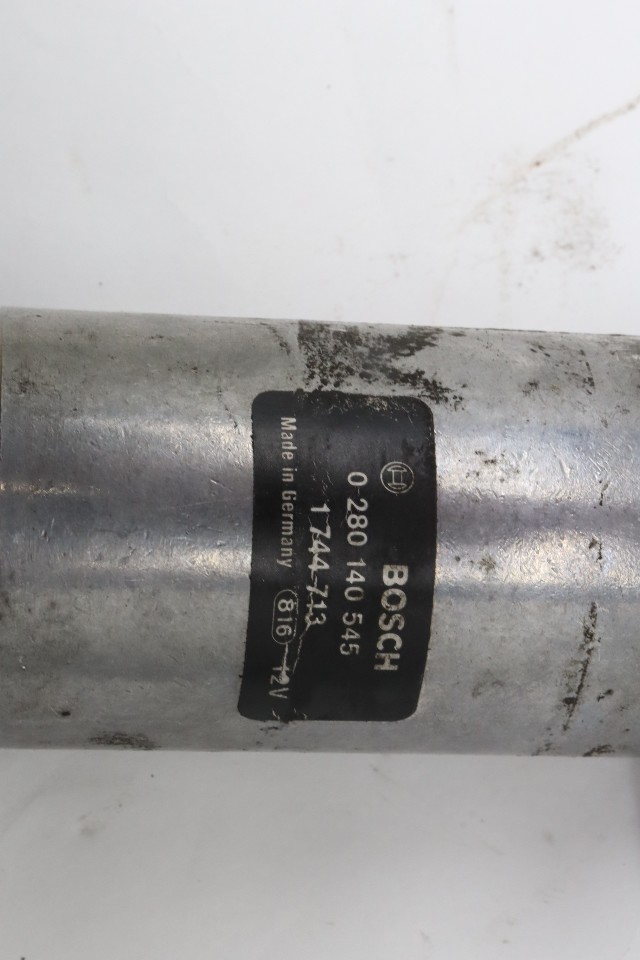 BOSCH
0 280 140 545
1 744 713
Made in Germany 816 12V